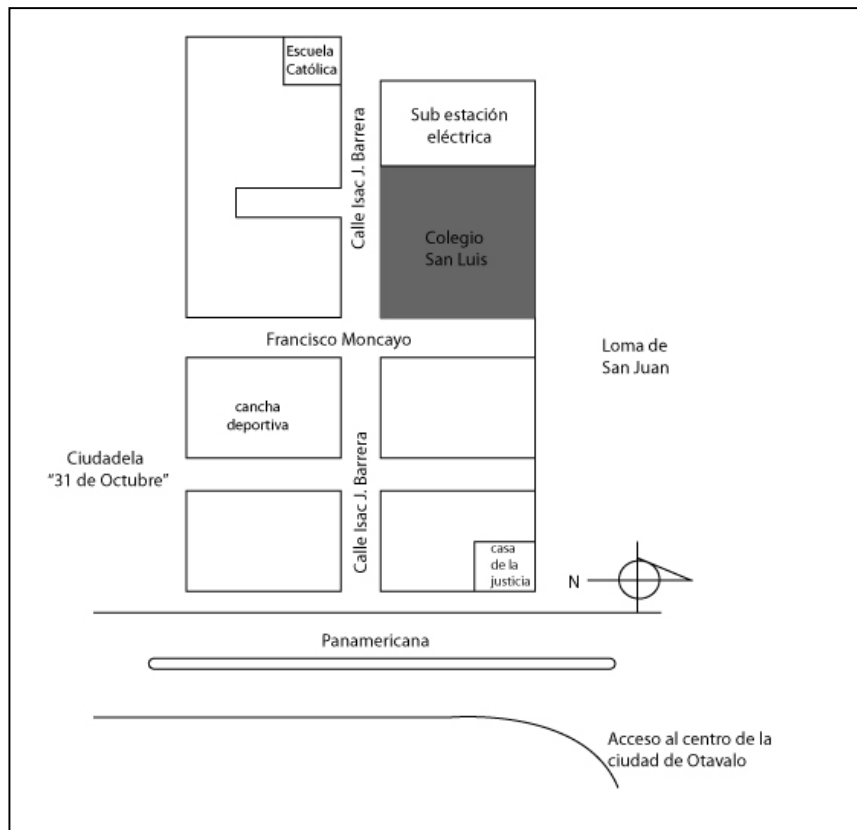 Escuela
Católica
Sub estación
eléctrica
Calle Isac J. Barrera
Colegio
San Luis
Francisco Moncayo
Loma de
San Juan
cancha
deportiva
Ciudadela
“31 de Octubre”
Calle Isac J. Barrera
casa
de la
justicia
N
Panamericana
Acceso al centro de la
ciudad de Otavalo